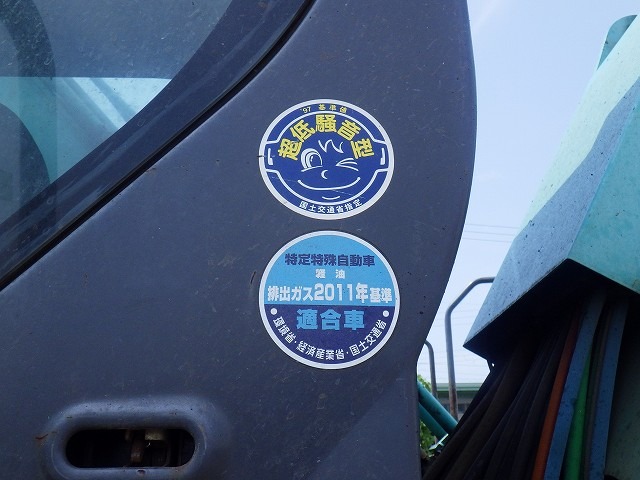 '97 基準値
超低騒音型
国土交通省指定
特定特殊自動車
軽油
排出ガス2011年基準
適合車
・環境省・経済産業省・国土交通省・